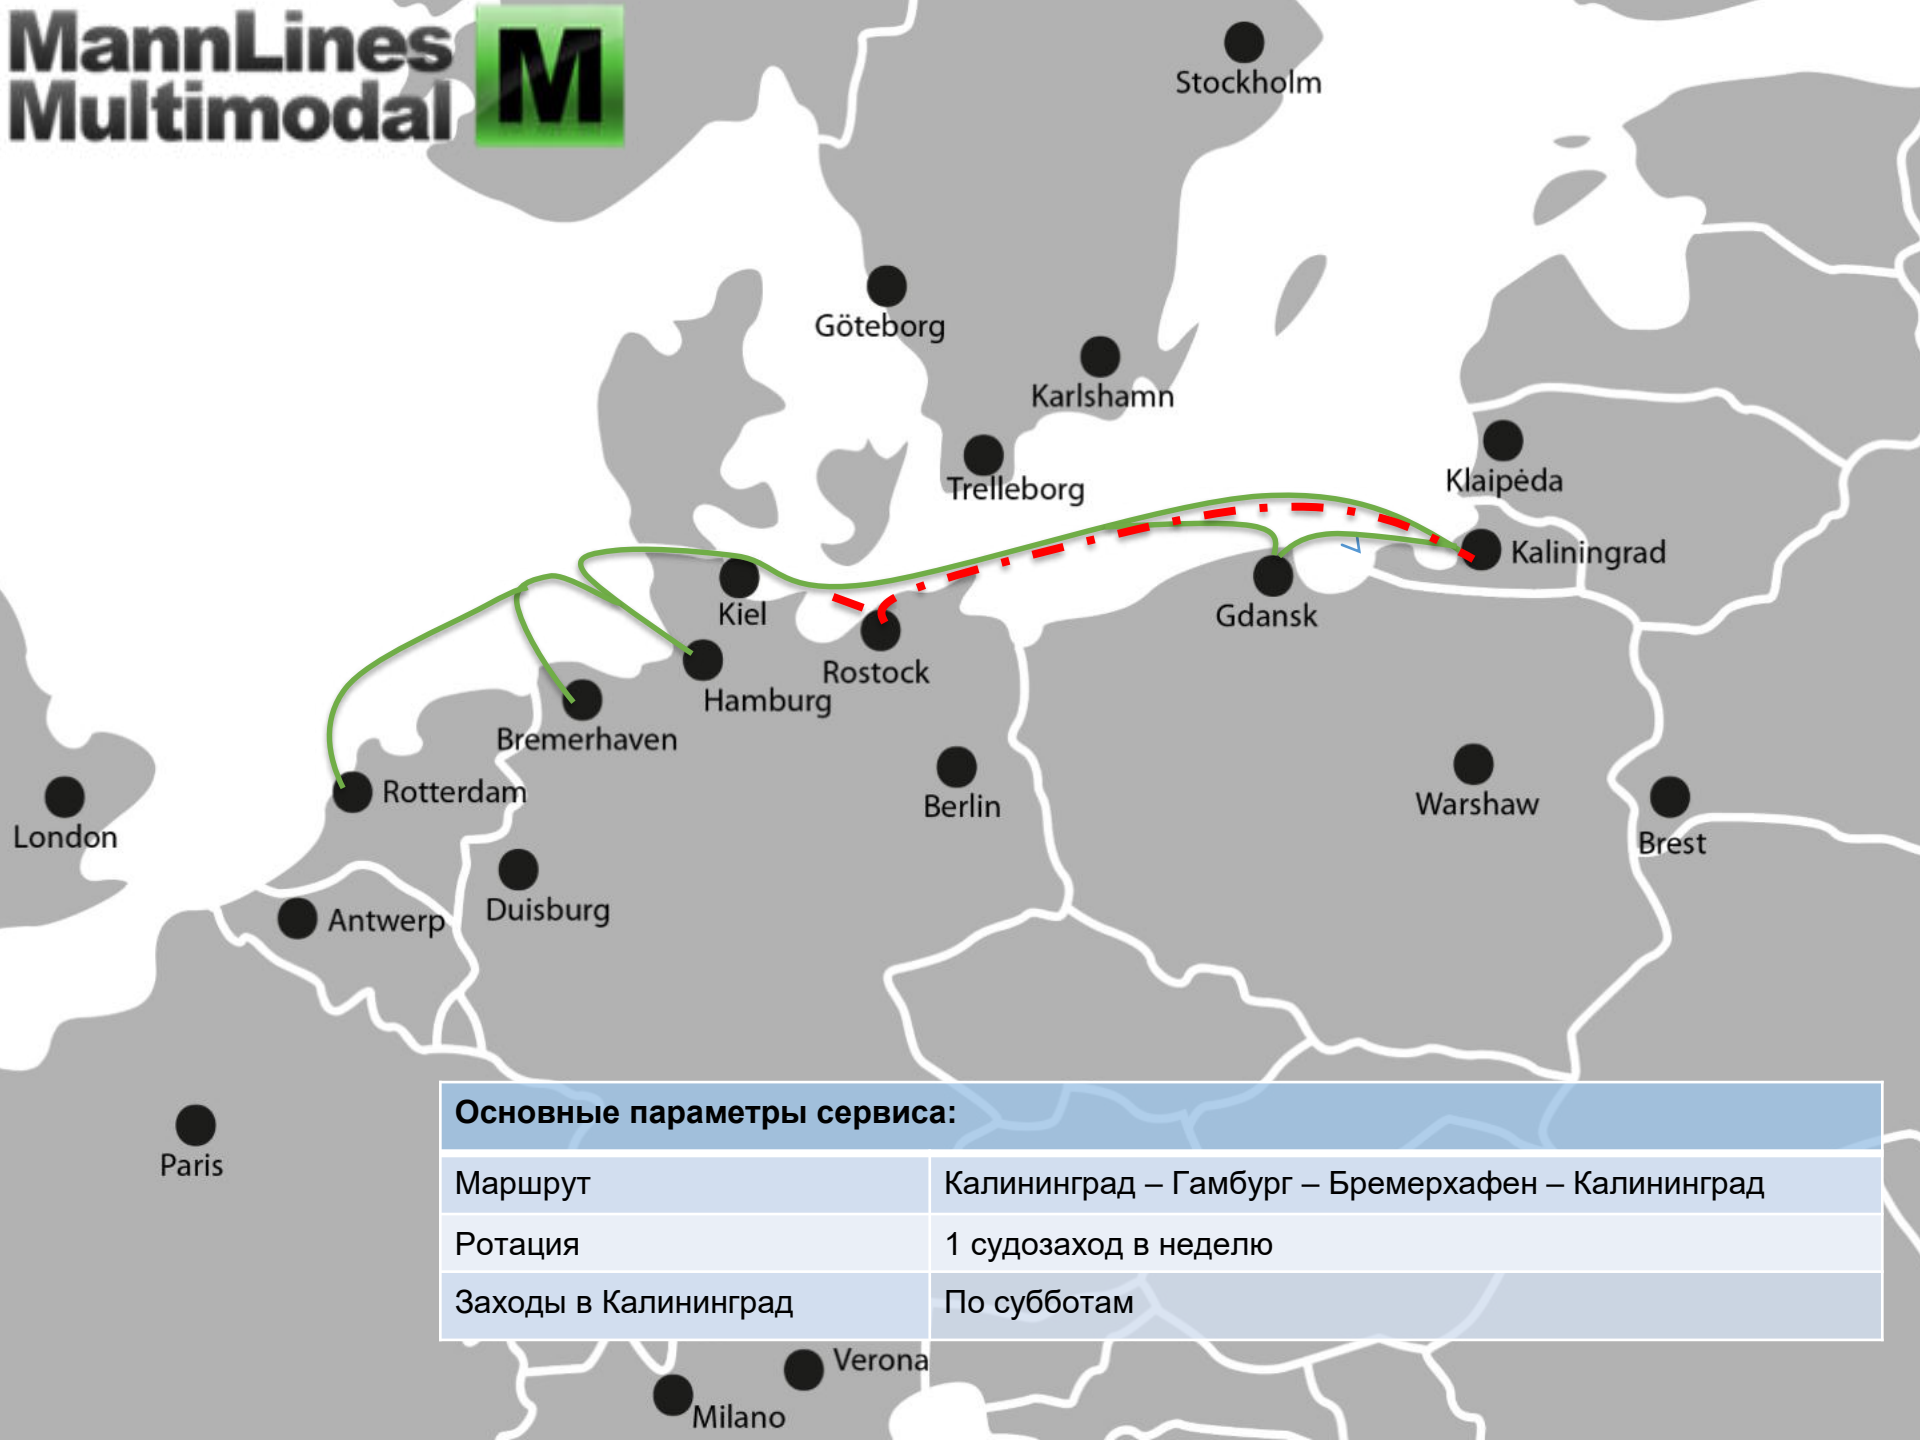 MannLines
Multimodal
M
Stockholm
Göteborg
Karlshamn
Trelleborg
Klaipėda
Kaliningrad
Kiel
Gdansk
Rostock
Hamburg
Bremerhaven
Rotterdam
London
Berlin
Warshaw
Brest
Duisburg
Antwerp
Paris
Основные параметры сервиса:
Маршрут Калининград – Гамбург – Бремерхафен – Калининград
Ротация 1 судозаход в неделю
Заходы в Калининград По субботам
Verona
Milano